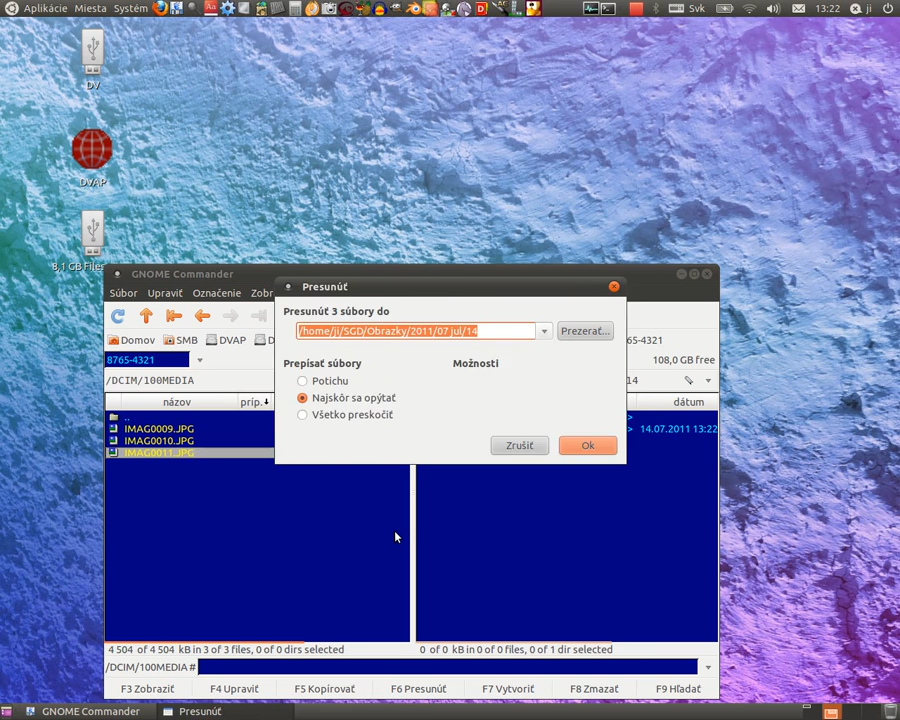 Aplikácie Miesta Systém Svk 13:22 ji
DV
DVAP
8,1 GB Files
GNOME Commander
Súbor Upraviť Označenie
Domov SMB DVAP
8765-4321
/DCIM/100MEDIA
názov príp.
..
IMAG0009.JPG
IMAG0010.JPG
IMAG0011.JPG
Presunúť
Presunúť 3 súbory do
/home/ji/SGD/Obrazky/2011/07 jul/14
Prezerať...
Prepísať súbory Možnosti
Potichu
Najskôr sa opýtať
Všetko preskočiť
Zrušiť Ok
65-4321
108,0 GB free
14
dátum
14.07.2011 13:22
4 504 of 4 504 kB in 3 of 3 files, 0 of 0 dirs selected
0 of 0 kB in 0 of 0 files, 0 of 1 dir selected
/DCIM/100MEDIA #
F3 Zobraziť F4 Upraviť F5 Kopírovať F6 Presunúť F7 Vytvoriť F8 Zmazať F9 Hľadať
GNOME Commander Presunúť